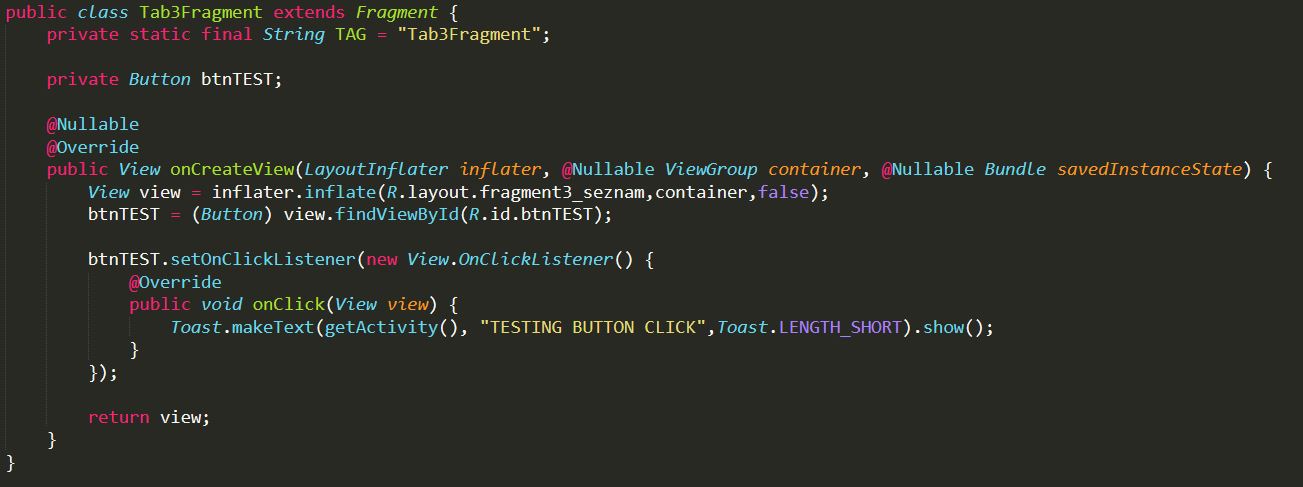 public class Tab3Fragment extends Fragment {
    private static final String TAG = "Tab3Fragment";

    private Button btnTEST;

    @Nullable
    @Override
    public View onCreateView(LayoutInflater inflater, @Nullable ViewGroup container, @Nullable Bundle savedInstanceState) {
        View view = inflater.inflate(R.layout.fragment3_seznam,container,false);
        btnTEST = (Button) view.findViewById(R.id.btnTEST);

        btnTEST.setOnClickListener(new View.OnClickListener() {
            @Override
            public void onClick(View view) {
                Toast.makeText(getActivity(), "TESTING BUTTON CLICK",Toast.LENGTH_SHORT).show();
            }
        });

        return view;
    }
}